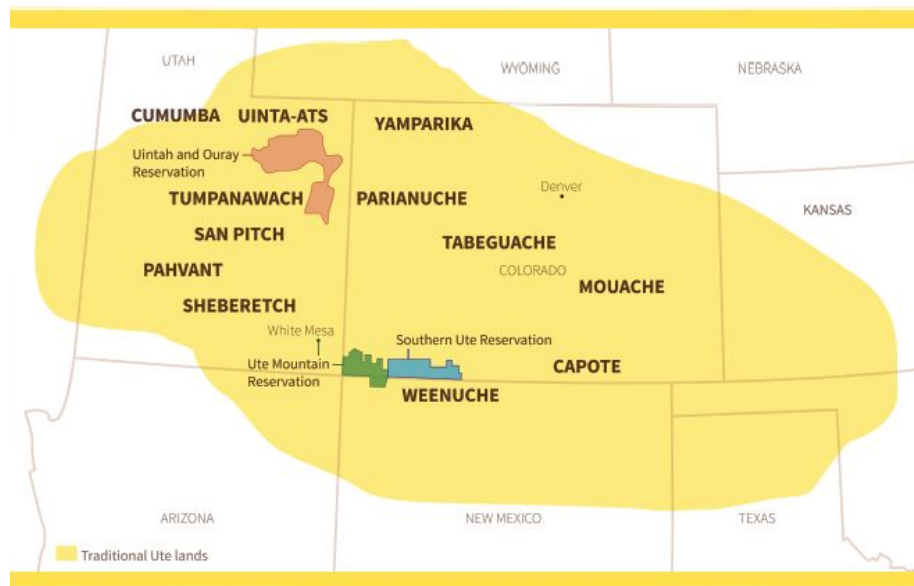 UTAH
WYOMING
NEBRASKA
CUMUMBA
UINTA-ATS
YAMPARIKA
Uintah and Ouray
Reservation
TUMPANAWACH
PARIANUCHE
Denver
KANSAS
SAN PITCH
TABEGUACHE
PAHVANT
COLORADO
MOUACHE
SHEBERETCH
White Mesa
Southern Ute Reservation
Ute Mountain
Reservation
CAPOTE
WEENUCHE
ARIZONA
NEW MEXICO
TEXAS
Traditional Ute lands